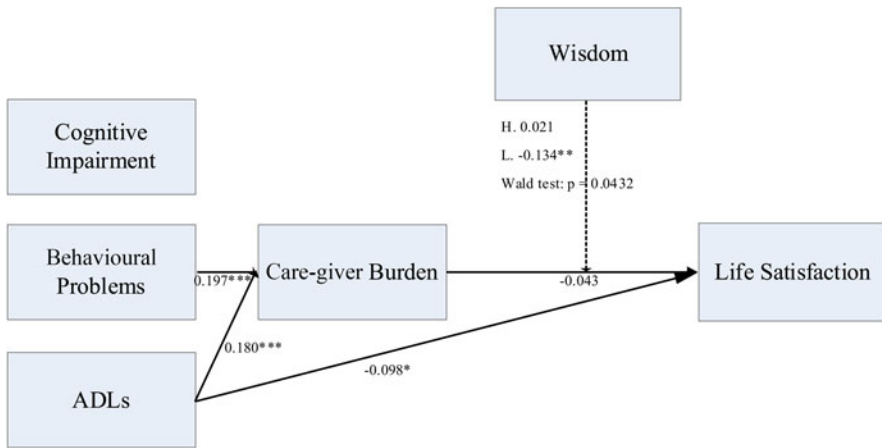 Wisdom
Cognitive
Impairment
H. 0.021
L. -0.134**
Wald test: p = 0.0432
Behavioural
Problems
0.197***
Care-giver Burden
-0.043
Life Satisfaction
0.180***
-0.098*
ADLs